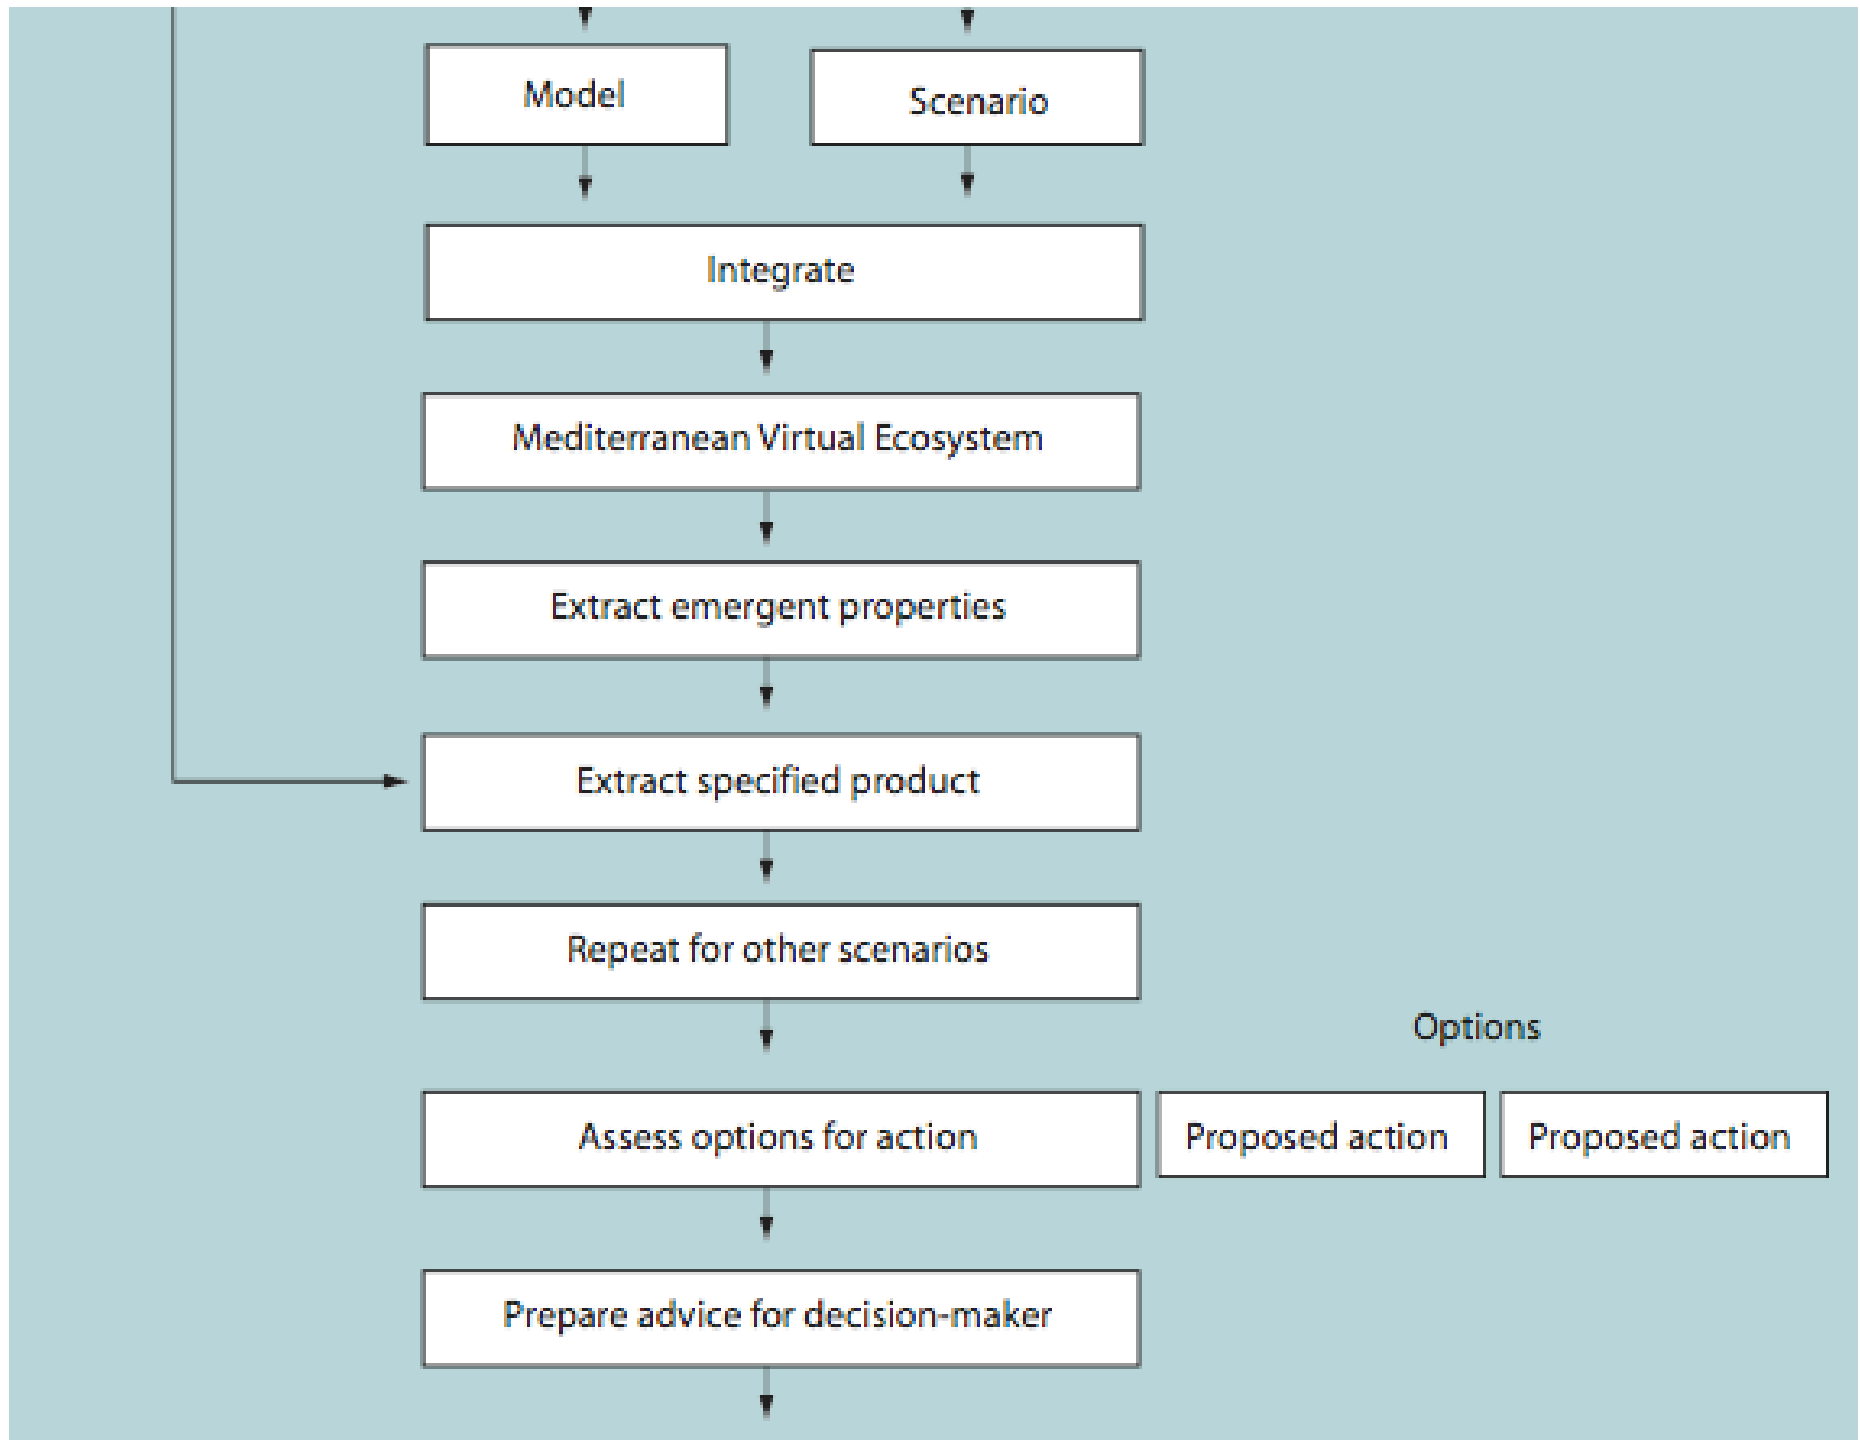 Model
Scenario
Integrate
Mediterranean Virtual Ecosystem
Extract emergent properties
Extract specified product
Repeat for other scenarios
Options
Assess options for action
Proposed action
Proposed action
Prepare advice for decision-maker